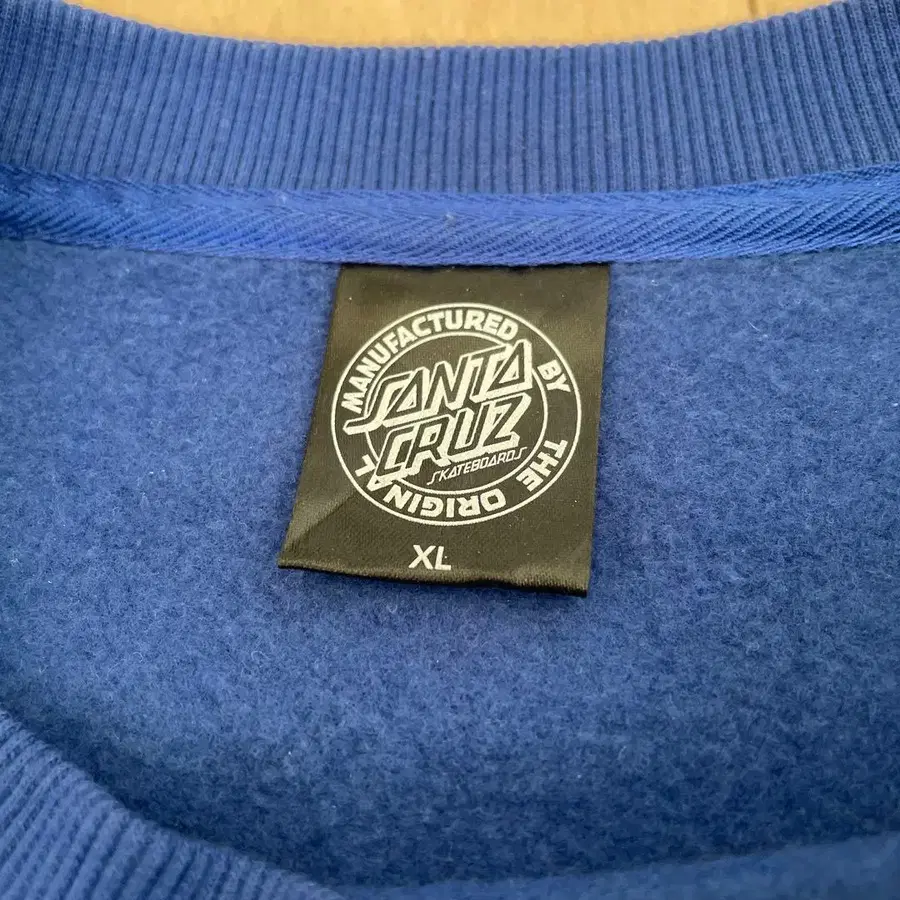 MANUFACTURED BY THE ORIGINAL
SANTA
CRUZ
SKATEBOARDS
XL